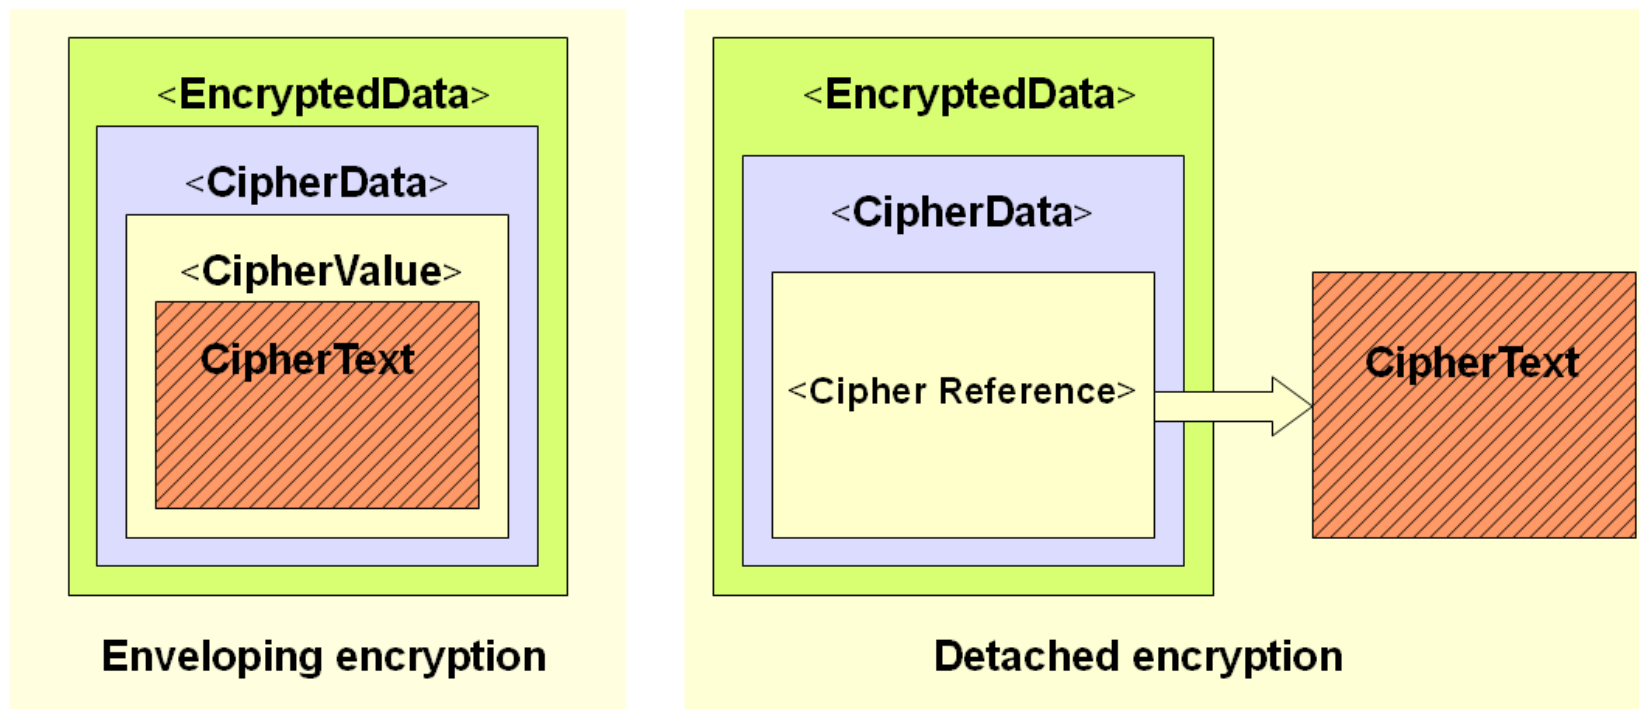 <EncryptedData>
<CipherData>
<CipherValue>
CipherText
Enveloping encryption
<EncryptedData>
<CipherData>
<Cipher Reference>
CipherText
Detached encryption